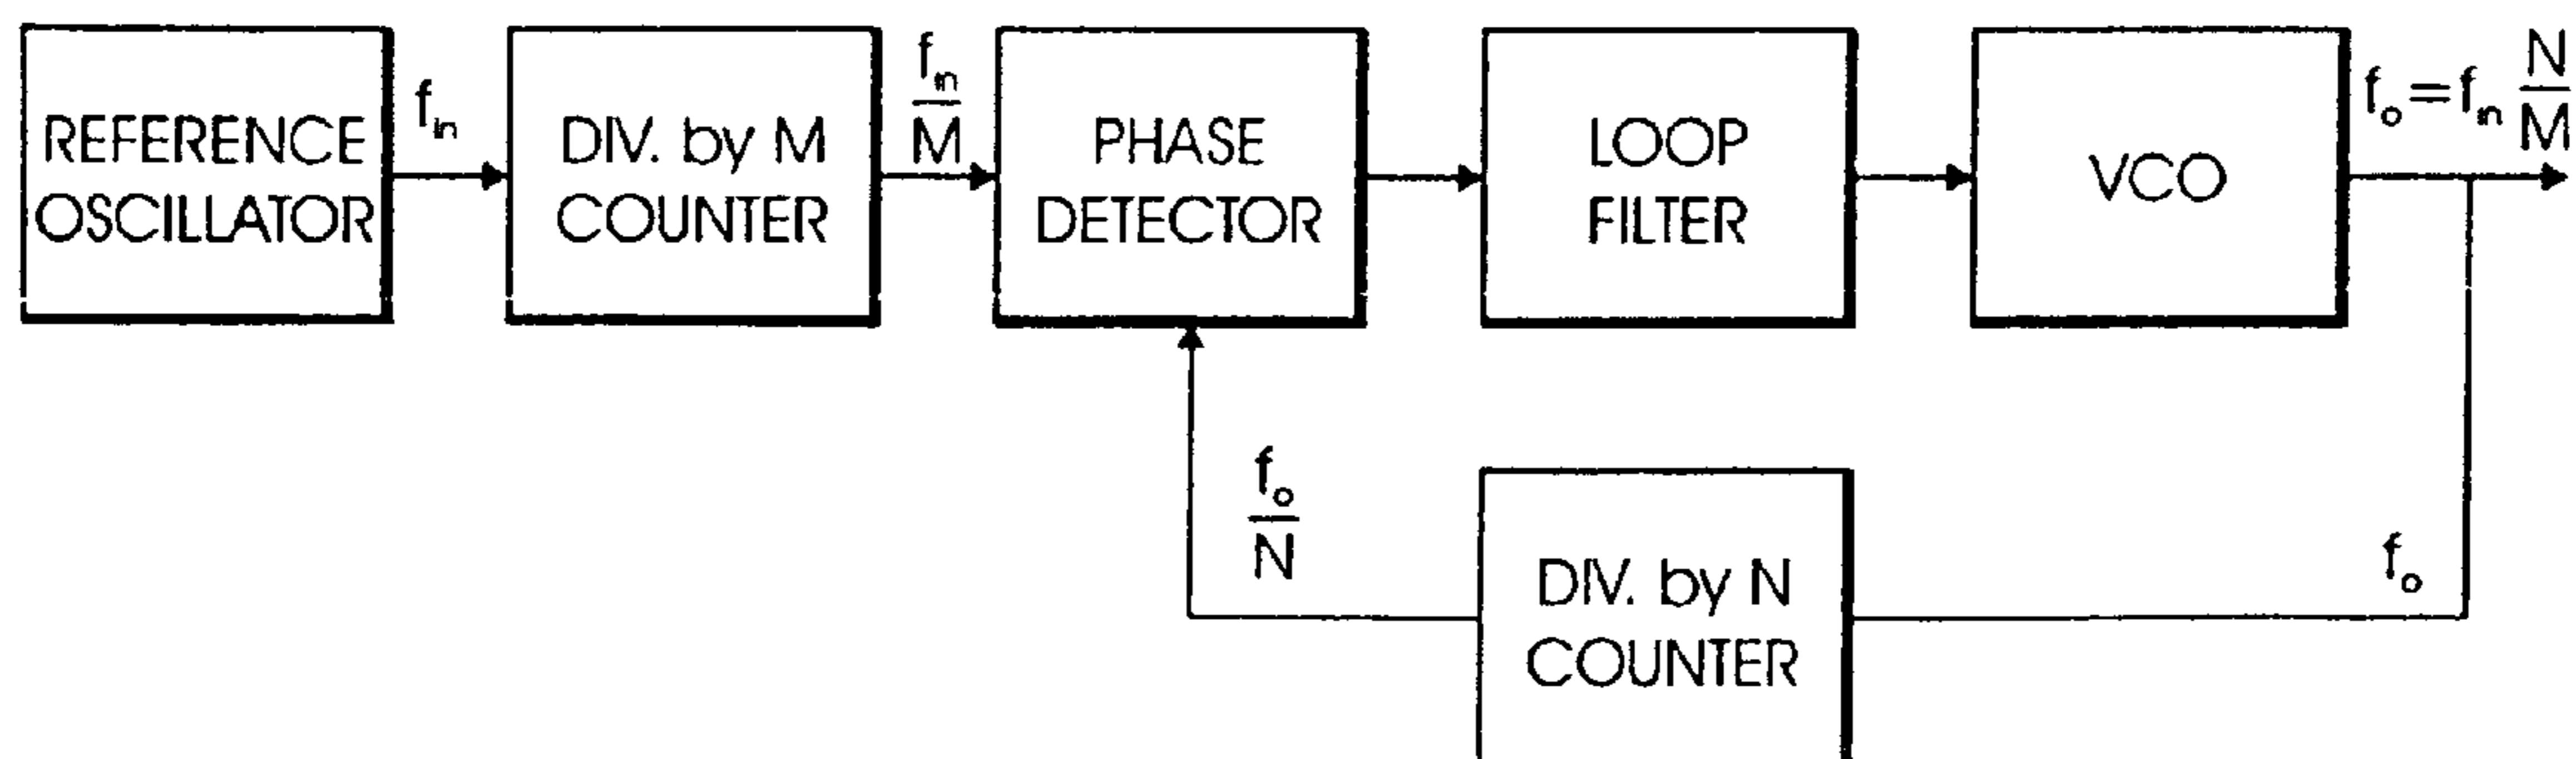 REFERENCE
OSCILLATOR
f_in
DIV. by M
COUNTER
f_in
M
PHASE
DETECTOR
LOOP
FILTER
VCO
f_o=f_in N
M
f_o
N
DIV. by N
COUNTER
f_o